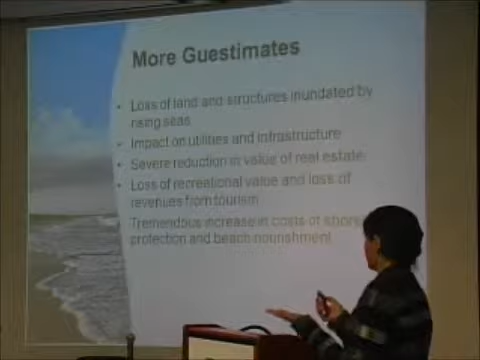 More Guestimates
• Loss of land and structures inundated by
rising seas
• Impact on utilities and infrastructure
• Severe reduction in value of real estate
• Loss of recreational value and loss of
revenues from tourism
Tremendous increase in costs of shore
protection and beach nourishment